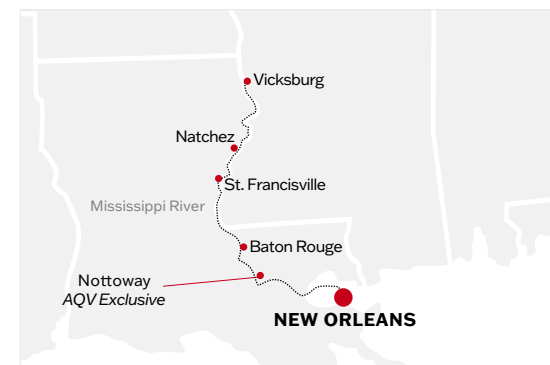 Vicksburg
Natchez
St. Francisville
Mississippi River
Baton Rouge
Nottoway
AQV Exclusive
NEW ORLEANS